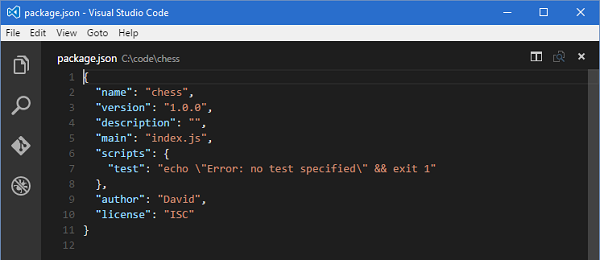 package.json - Visual Studio Code
File Edit View Goto Help
package.json C:\code\chess
1 {
2 "name": "chess",
3 "version": "1.0.0",
4 "description": "",
5 "main": "index.js",
6 "scripts": {
7 "test": "echo \"Error: no test specified\" && exit 1"
8 },
9 "author": "David",
10 "license": "ISC"
11 }
12